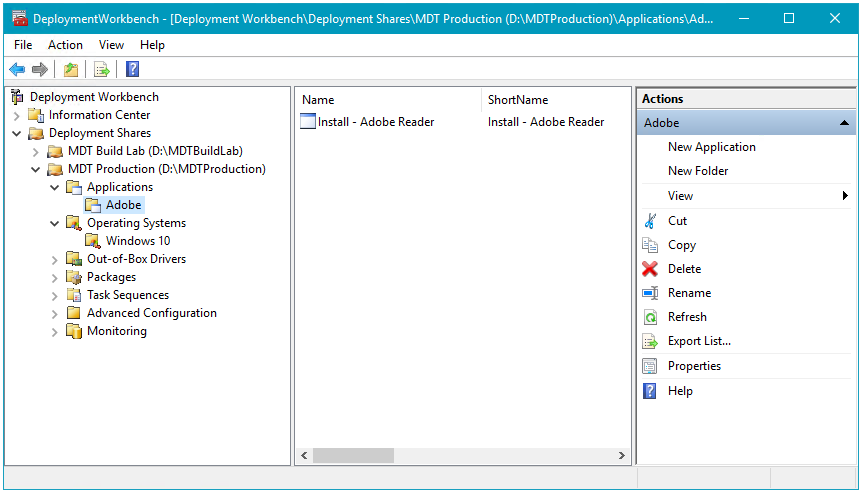 DeploymentWorkbench - [Deployment Workbench\Deployment Shares\MDT Production (D:\MDTProduction)\Applications\Ad...
File Action View Help
Deployment Workbench
Information Center
Deployment Shares
MDT Build Lab (D:\MDTBuildLab)
MDT Production (D:\MDTProduction)
Applications
Adobe
Operating Systems
Windows 10
Out-of-Box Drivers
Packages
Task Sequences
Advanced Configuration
Monitoring
Name ShortName
Install - Adobe Reader Install - Adobe Reader
Actions
Adobe
New Application
New Folder
View
Cut
Copy
Delete
Rename
Refresh
Export List...
Properties
Help